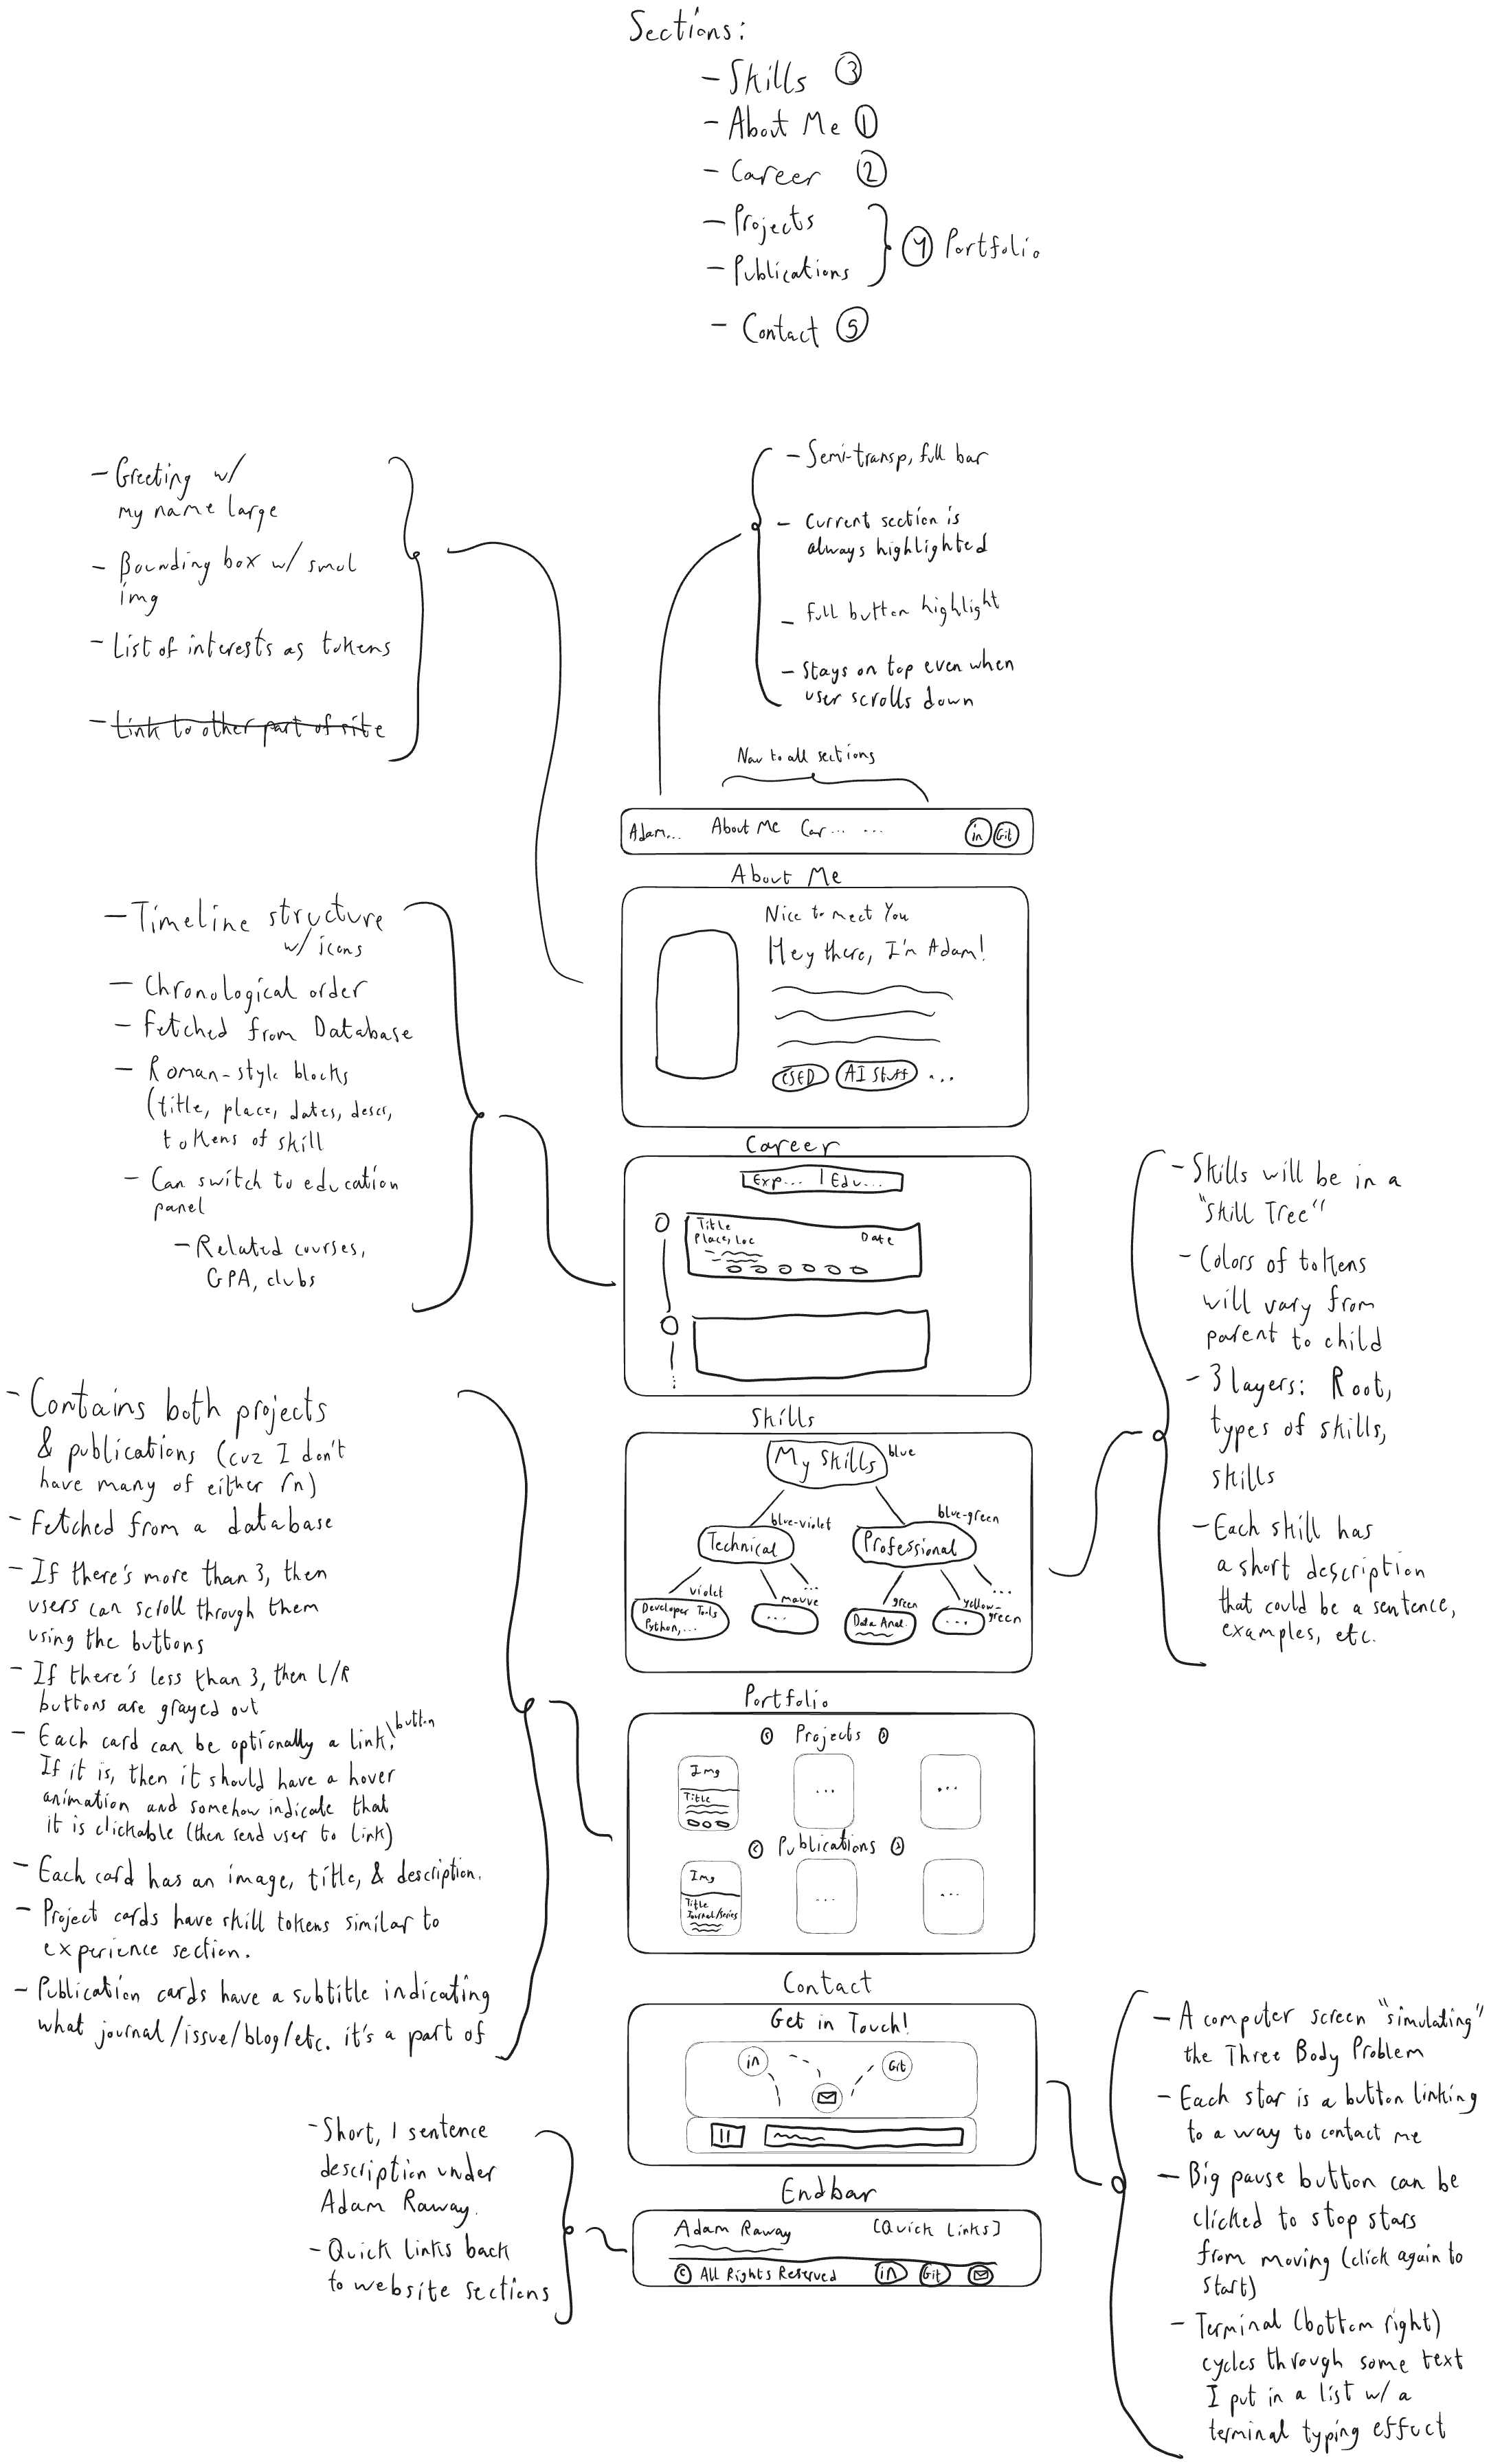 Sections:
- Skills ③
- About Me ①
- Career ②
- Projects
- Publications
④ Portfolio
- Contact ⑤
- Greeting w/
my name large
- Bounding box w/ smol
img
- List of interests as tokens
- Link to other part of site
- Semi-transp, full bar
- Current section is
always highlighted
- Full button highlight
- Stays on top even when
user scrolls down
Nav to all sections
Adam... About Me Car... ... in Git
About Me
Nice to meet You
Hey there, I'm Adam!
CSED AI Stuff ...
- Timeline structure
w/ icons
- Chronological order
- Fetched from Database
- Roman-style blocks
(title, place, dates, descr,
tokens of skill
- Can switch to education
panel
- Related courses,
GPA, clubs
Career
Exp... | Edu...
Title
Place, Loc Date
- Skills will be in a
"Skill Tree"
- Colors of tokens
will vary from
parent to child
- 3 layers: Root,
types of skills,
skills
- Each skill has
a short description
that could be a sentence,
examples, etc.
Skills
My Skills blue
blue-violet blue-green
Technical Professional
violet mauve ... green yellow-green ...
Developer Tools
Python,...
...
Data Anal.
...
- Contains both projects
& publications (cuz I don't
have many of either rn)
- Fetched from a database
- If there's more than 3, then
users can scroll through them
using the buttons
- If there's less than 3, then L/R
buttons are grayed out
- Each card can be optionally a link\button.
If it is, then it should have a hover
animation and somehow indicate that
it is clickable (then send user to link)
- Each card has an image, title, & description.
- Project cards have skill tokens similar to
experience section.
- Publication cards have a subtitle indicating
what journal/issue/blog/etc. it's a part of
Portfolio
< Projects >
Img ... ...
Title
< Publications >
Img ... ...
Title
Journal/Series
Contact
Get in Touch!
in Git
- A computer screen "simulating"
the Three Body Problem
- Each star is a button linking
to a way to contact me
- Big pause button can be
clicked to stop stars
from moving (click again to
start)
- Terminal (bottom right)
cycles through some text
I put in a list w/ a
terminal typing effect
- Short, 1 sentence
description under
Adam Raway.
- Quick links back
to website sections
Endbar
Adam Raway [Quick Links]
© All Rights Reserved in Git